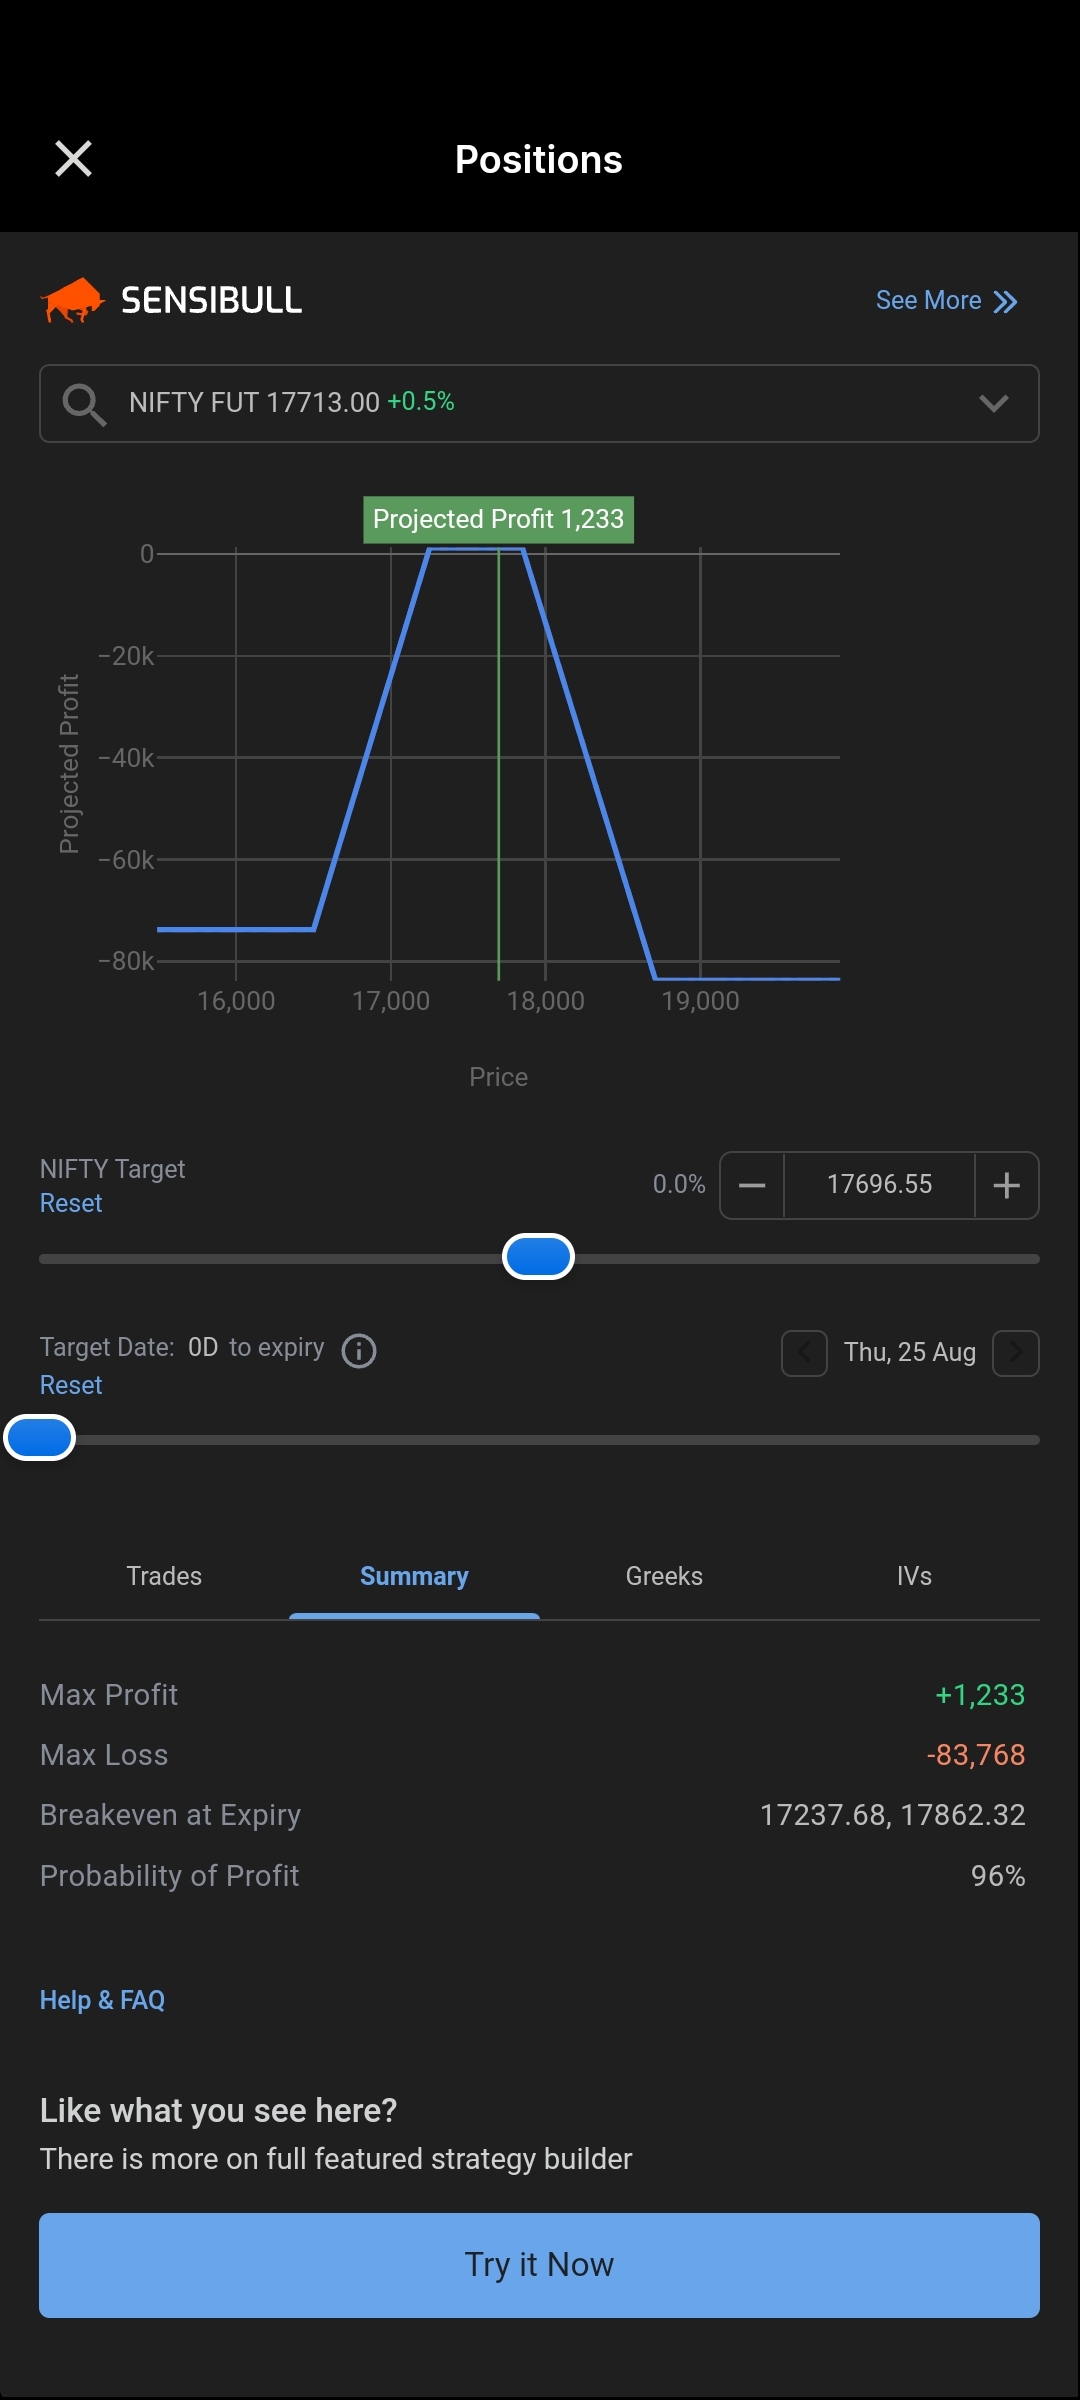 Positions
SENSIBULL
See More
NIFTY FUT 17713.00 +0.5%
Projected Profit 1,233
0
−20k
−40k
−60k
−80k
Projected Profit
16,000 17,000 18,000 19,000
Price
NIFTY Target
Reset
0.0% — 17696.55 +
Target Date: 0D to expiry
Reset
Thu, 25 Aug
Trades Summary Greeks IVs
Max Profit +1,233
Max Loss -83,768
Breakeven at Expiry 17237.68, 17862.32
Probability of Profit 96%
Help & FAQ
Like what you see here?
There is more on full featured strategy builder
Try it Now